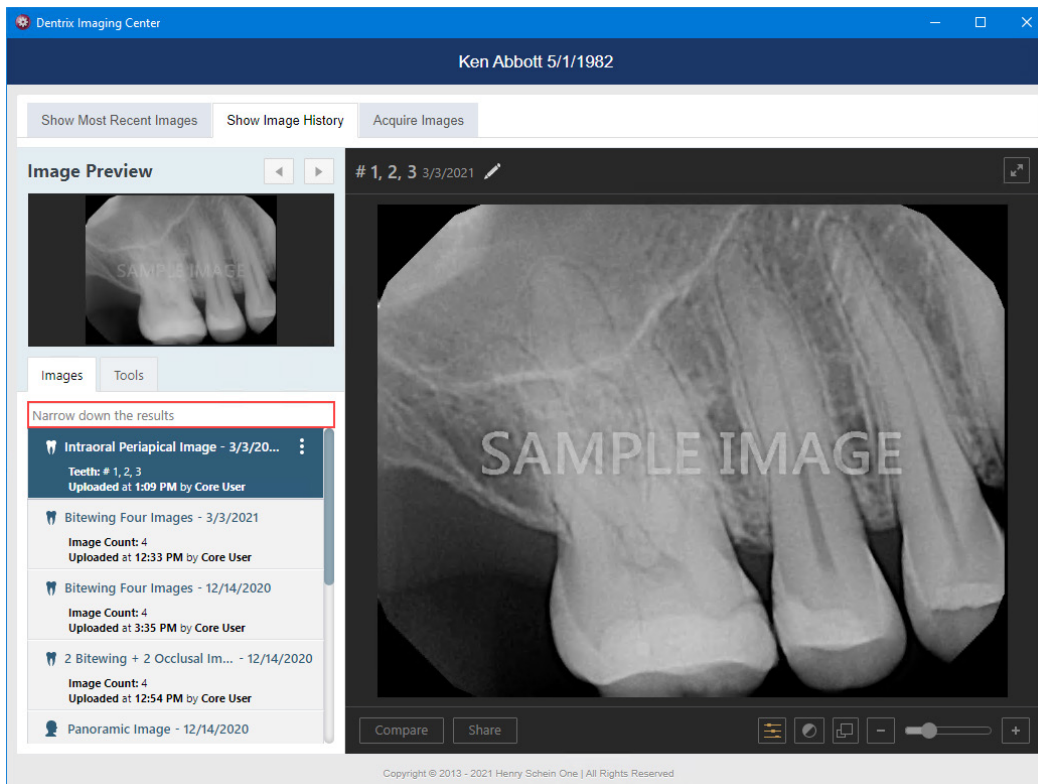 Dentrix Imaging Center
Ken Abbott 5/1/1982
Show Most Recent Images
Show Image History
Acquire Images
Image Preview
SAMPLE IMAGE
Images
Tools
Narrow down the results
Intraoral Periapical Image - 3/3/20...
Teeth: # 1, 2, 3
Uploaded at 1:09 PM by Core User
Bitewing Four Images - 3/3/2021
Image Count: 4
Uploaded at 12:33 PM by Core User
Bitewing Four Images - 12/14/2020
Image Count: 4
Uploaded at 3:35 PM by Core User
2 Bitewing + 2 Occlusal Im... - 12/14/2020
Image Count: 4
Uploaded at 12:54 PM by Core User
Panoramic Image - 12/14/2020
# 1, 2, 3 3/3/2021
SAMPLE IMAGE
Compare
Share
Copyright © 2013 - 2021 Henry Schein One | All Rights Reserved